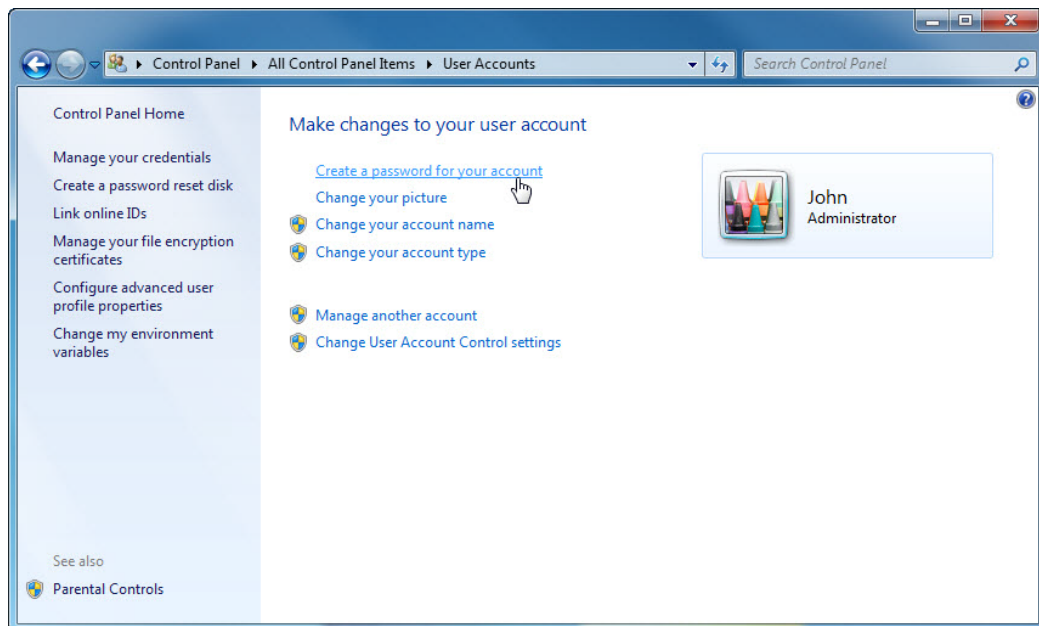 Control Panel All Control Panel Items User Accounts
Search Control Panel
Control Panel Home
Manage your credentials
Create a password reset disk
Link online IDs
Manage your file encryption
certificates
Configure advanced user
profile properties
Change my environment
variables
See also
Parental Controls
Make changes to your user account
Create a password for your account
Change your picture
Change your account name
Change your account type
Manage another account
Change User Account Control settings
John
Administrator